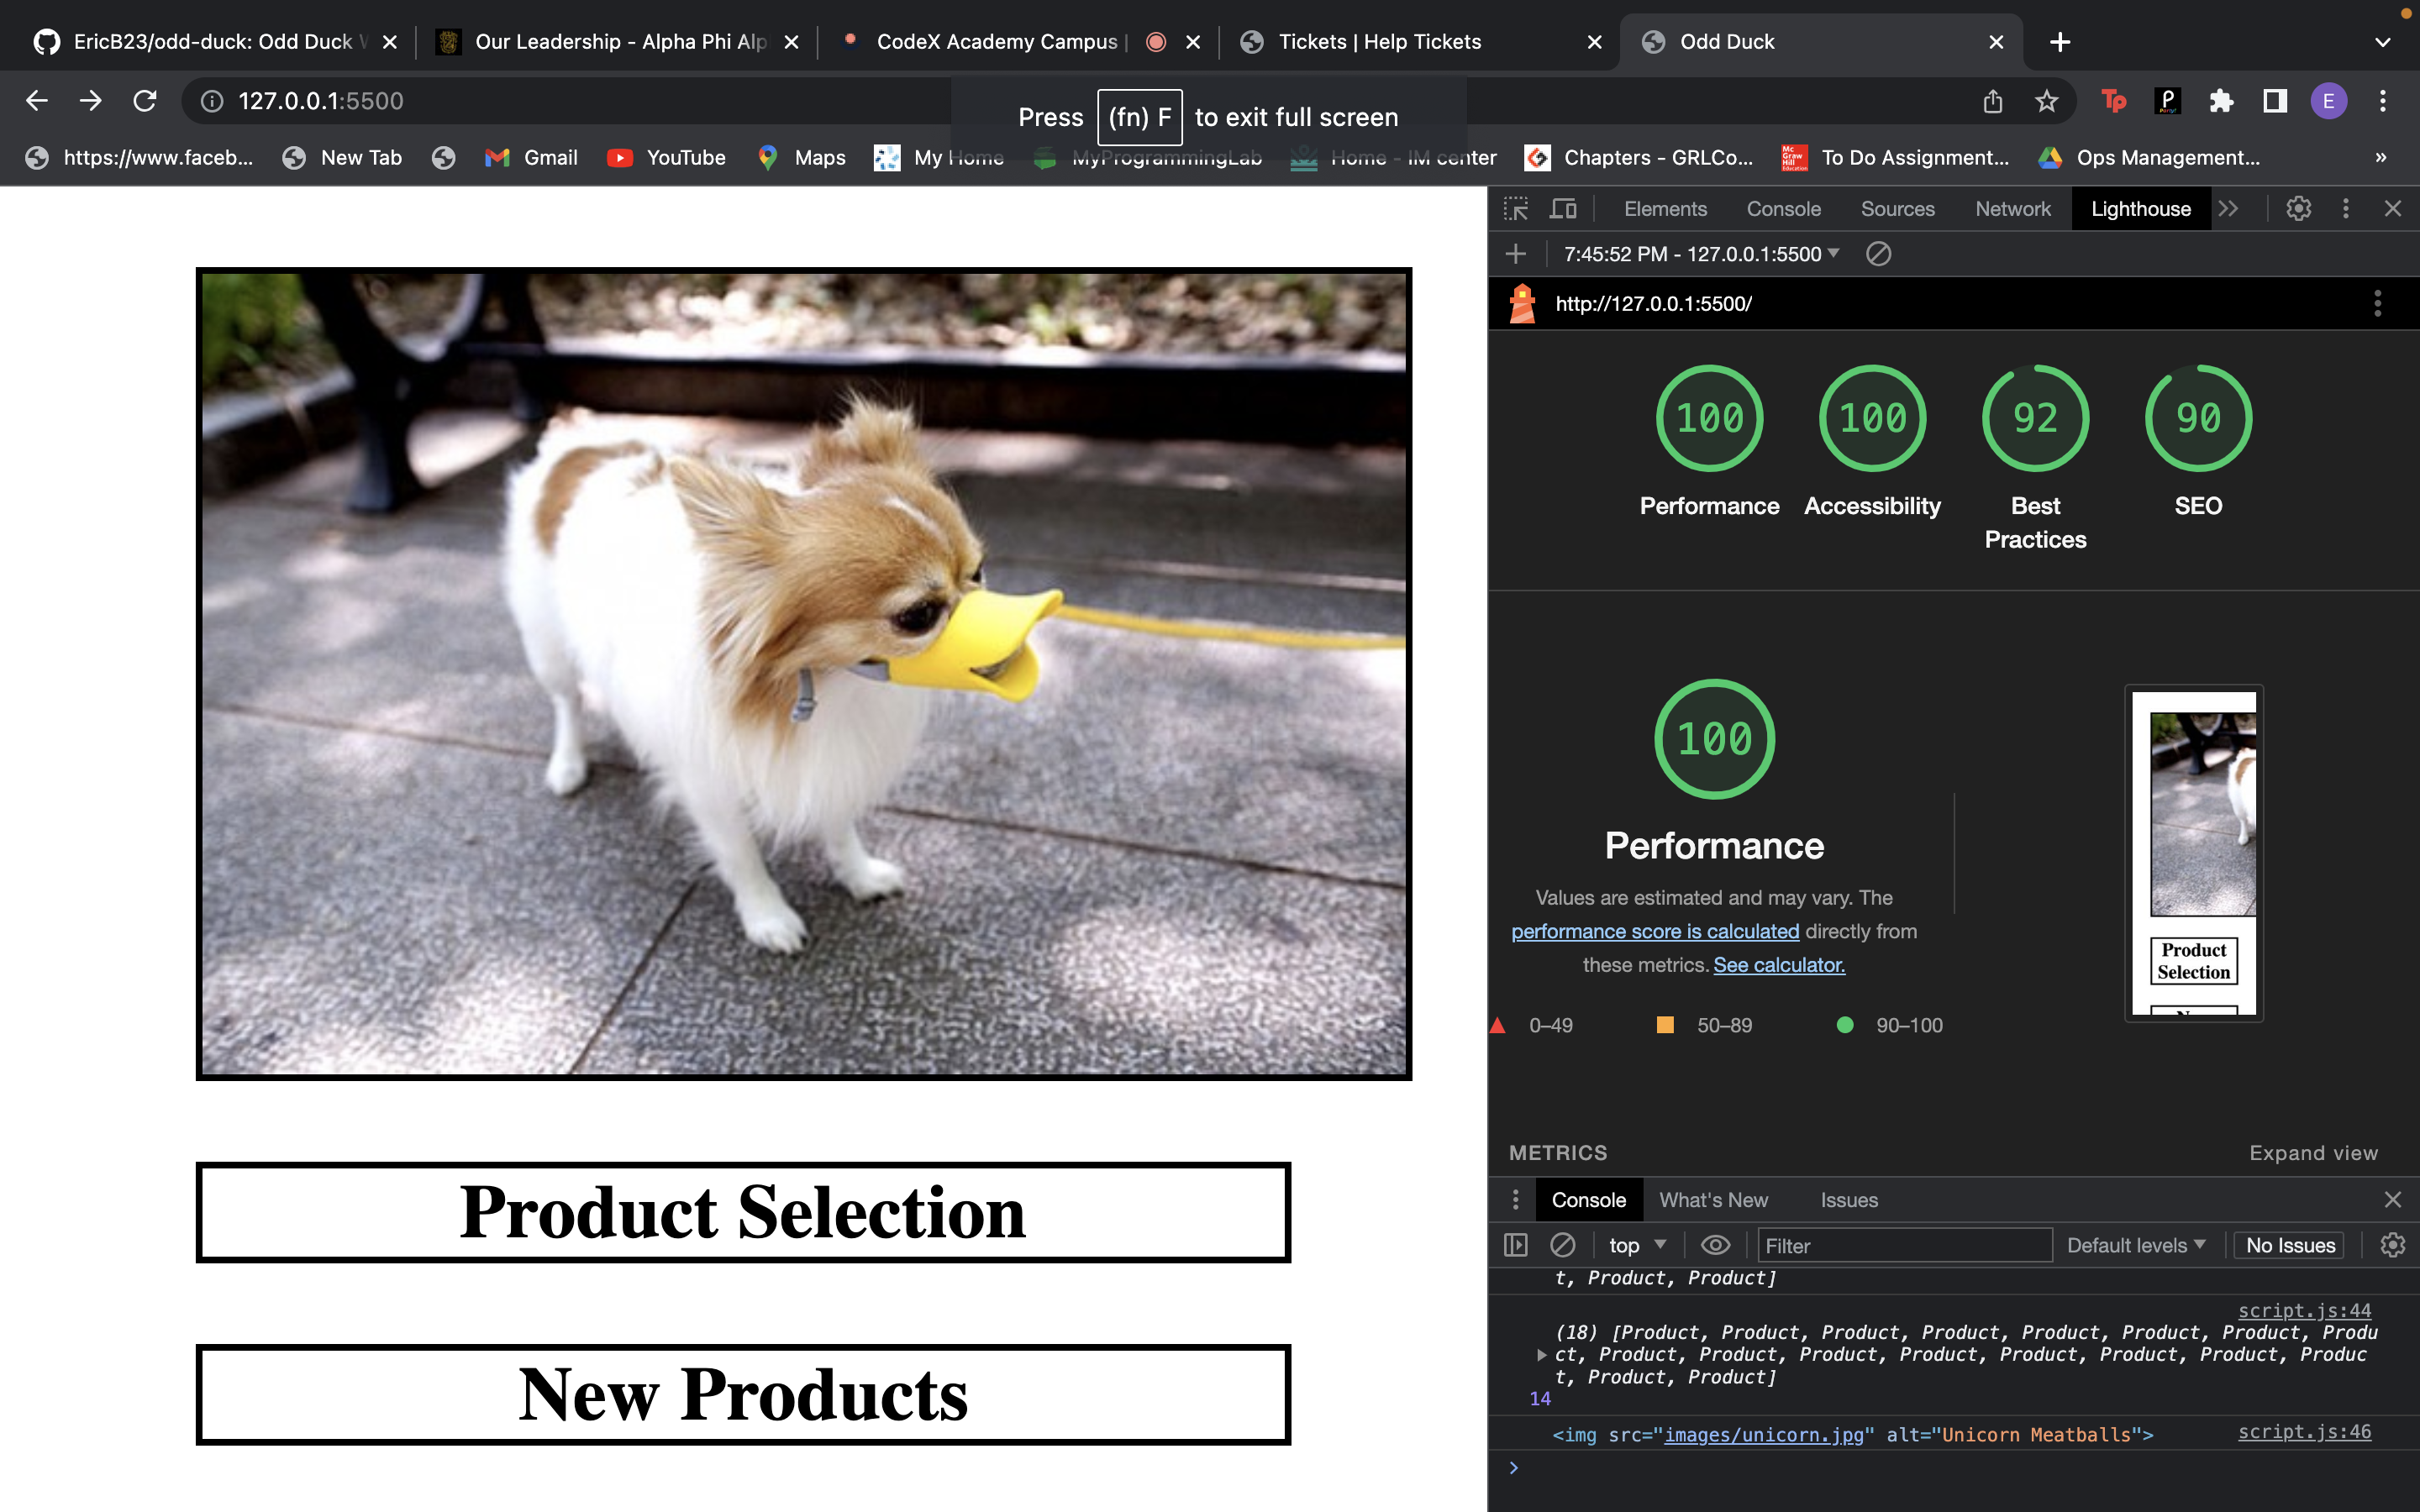 EricB23/odd-duck: Odd Duck
Our Leadership - Alpha Phi Alp
CodeX Academy Campus |
Tickets | Help Tickets
Odd Duck
127.0.0.1:5500
Press (fn) F to exit full screen
E
https://www.faceb...
New Tab
Gmail
YouTube
Maps
My Home
MyProgrammingLab
Home - IM center
Chapters - GRLCo...
To Do Assignment...
Ops Management...
»
Elements
Console
Sources
Network
Lighthouse
7:45:52 PM - 127.0.0.1:5500
http://127.0.0.1:5500/
100
100
92
90
Performance
Accessibility
Best
Practices
SEO
100
Performance
Values are estimated and may vary. The
performance score is calculated directly from
these metrics. See calculator.
0–49
50–89
90–100
Product
Selection
METRICS
Expand view
Product Selection
New Products
Console
What's New
Issues
top
Filter
Default levels
No Issues
t, Product, Product]
script.js:44
(18) [Product, Product, Product, Product, Product, Product, Product, Produ
ct, Product, Product, Product, Product, Product, Product, Product, Produc
t, Product, Product]
14
<img src="images/unicorn.jpg" alt="Unicorn Meatballs">
script.js:46